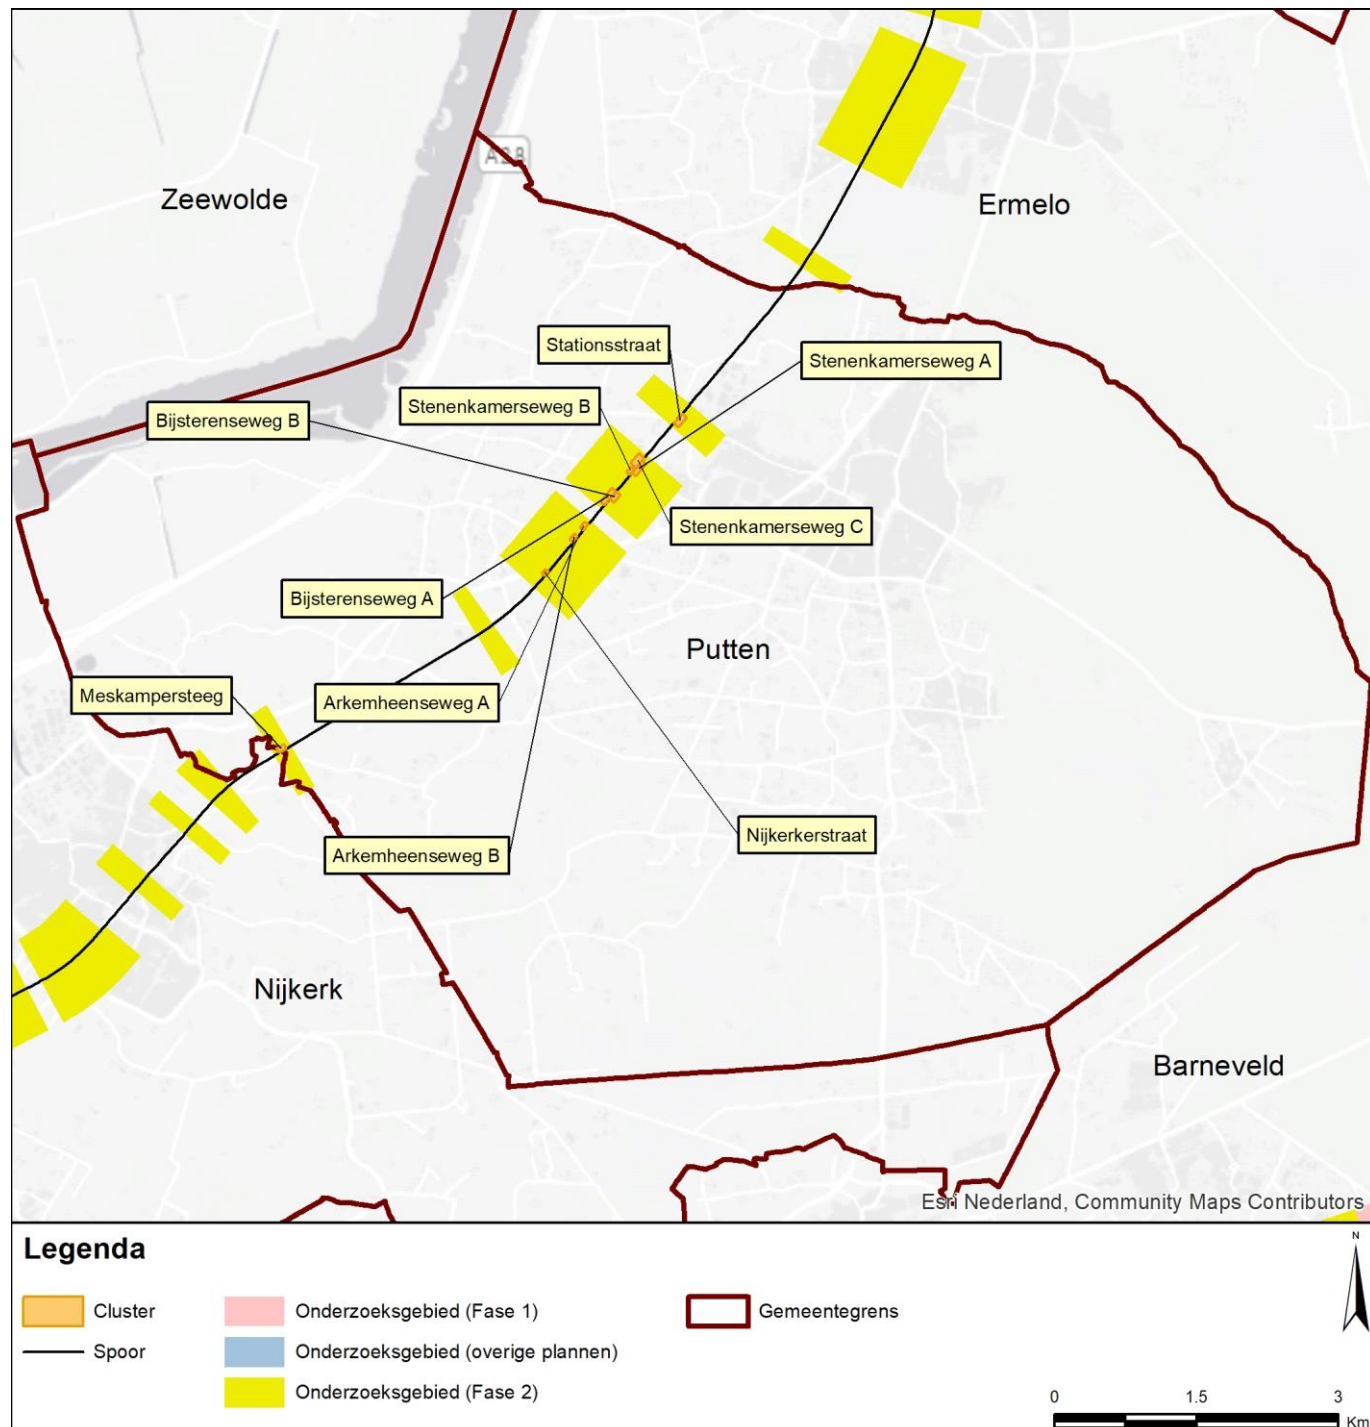 A28
Zeewolde
Ermelo
Stationsstraat
Stenenkamerseweg A
Stenenkamerseweg B
Bijsterenseweg B
Stenenkamerseweg C
Bijsterenseweg A
Putten
Meskampersteeg
Arkemheenseweg A
Nijkerkerstraat
Arkemheenseweg B
Nijkerk
Barneveld
Esri Nederland, Community Maps Contributors
Legenda
N
Cluster
Onderzoeksgebied (Fase 1)
Gemeentegrens
Spoor
Onderzoeksgebied (overige plannen)
Onderzoeksgebied (Fase 2)
0 1.5 3
Km